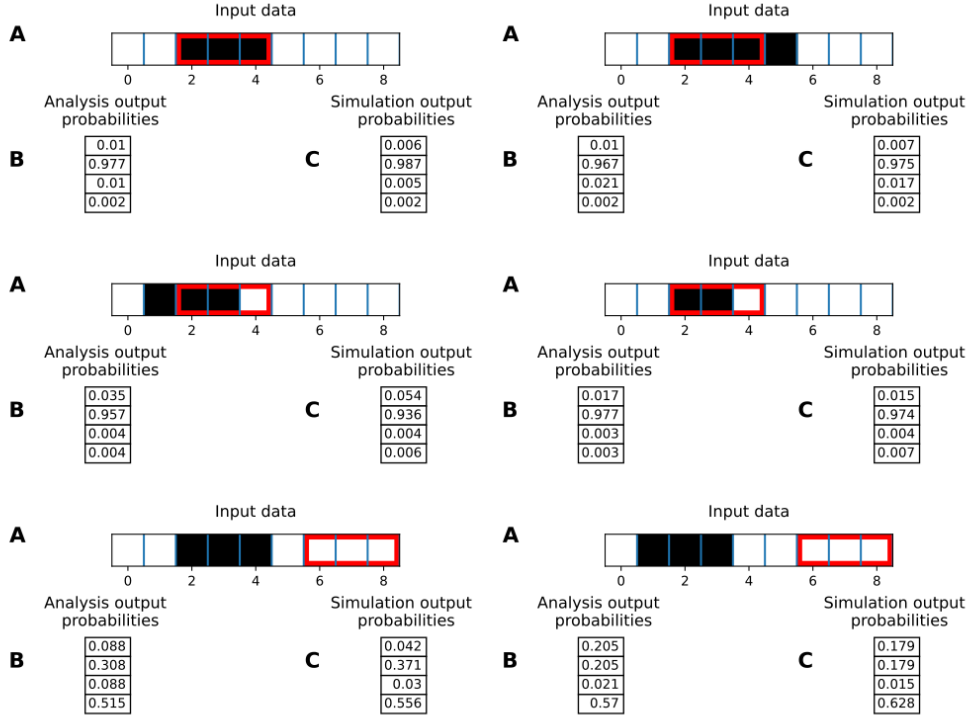 Input data
A
0 2 4 6 8
Analysis output
probabilities
Simulation output
probabilities
B
0.01
0.977
0.01
0.002
C
0.006
0.987
0.005
0.002
Input data
A
0 2 4 6 8
Analysis output
probabilities
Simulation output
probabilities
B
0.01
0.967
0.021
0.002
C
0.007
0.975
0.017
0.002
Input data
A
0 2 4 6 8
Analysis output
probabilities
Simulation output
probabilities
B
0.035
0.957
0.004
0.004
C
0.054
0.936
0.004
0.006
Input data
A
0 2 4 6 8
Analysis output
probabilities
Simulation output
probabilities
B
0.017
0.977
0.003
0.003
C
0.015
0.974
0.004
0.007
Input data
A
0 2 4 6 8
Analysis output
probabilities
Simulation output
probabilities
B
0.088
0.308
0.088
0.515
C
0.042
0.371
0.03
0.556
Input data
A
0 2 4 6 8
Analysis output
probabilities
Simulation output
probabilities
B
0.205
0.205
0.021
0.57
C
0.179
0.179
0.015
0.628